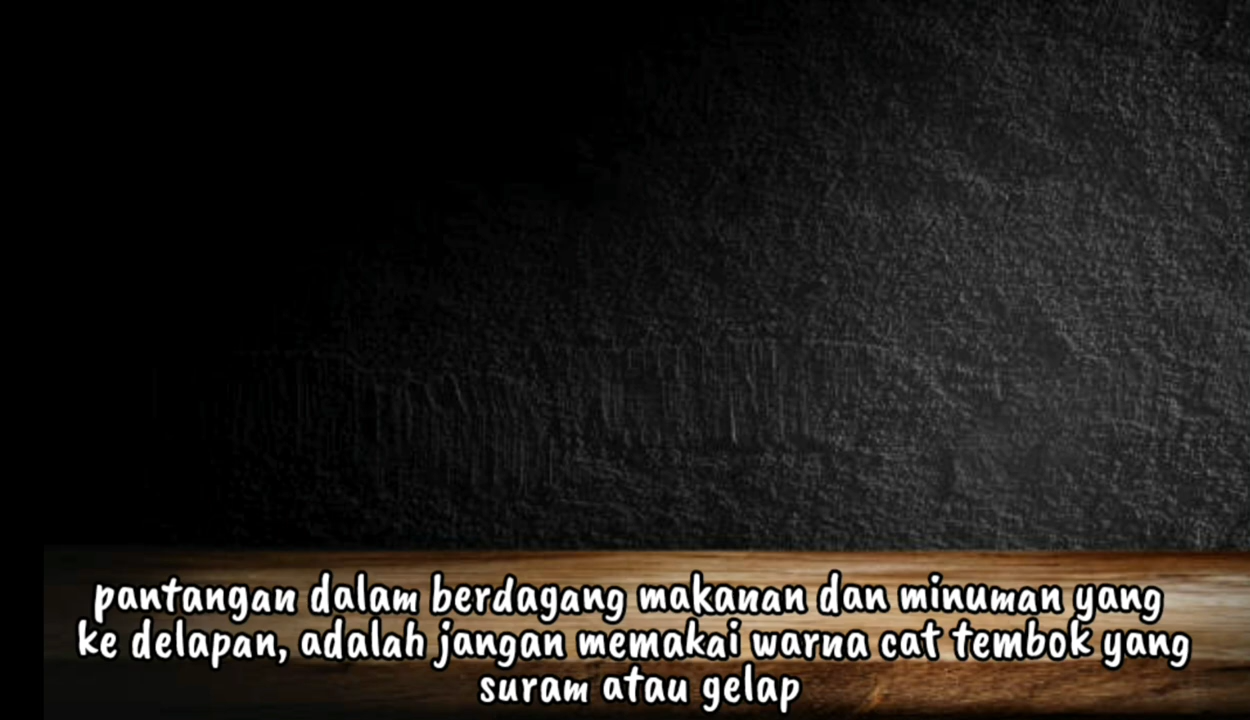 pantangan dalam berdagang makanan dan minuman yang
ke delapan, adalah jangan memakai warna cat tembok yang
suram atau gelap